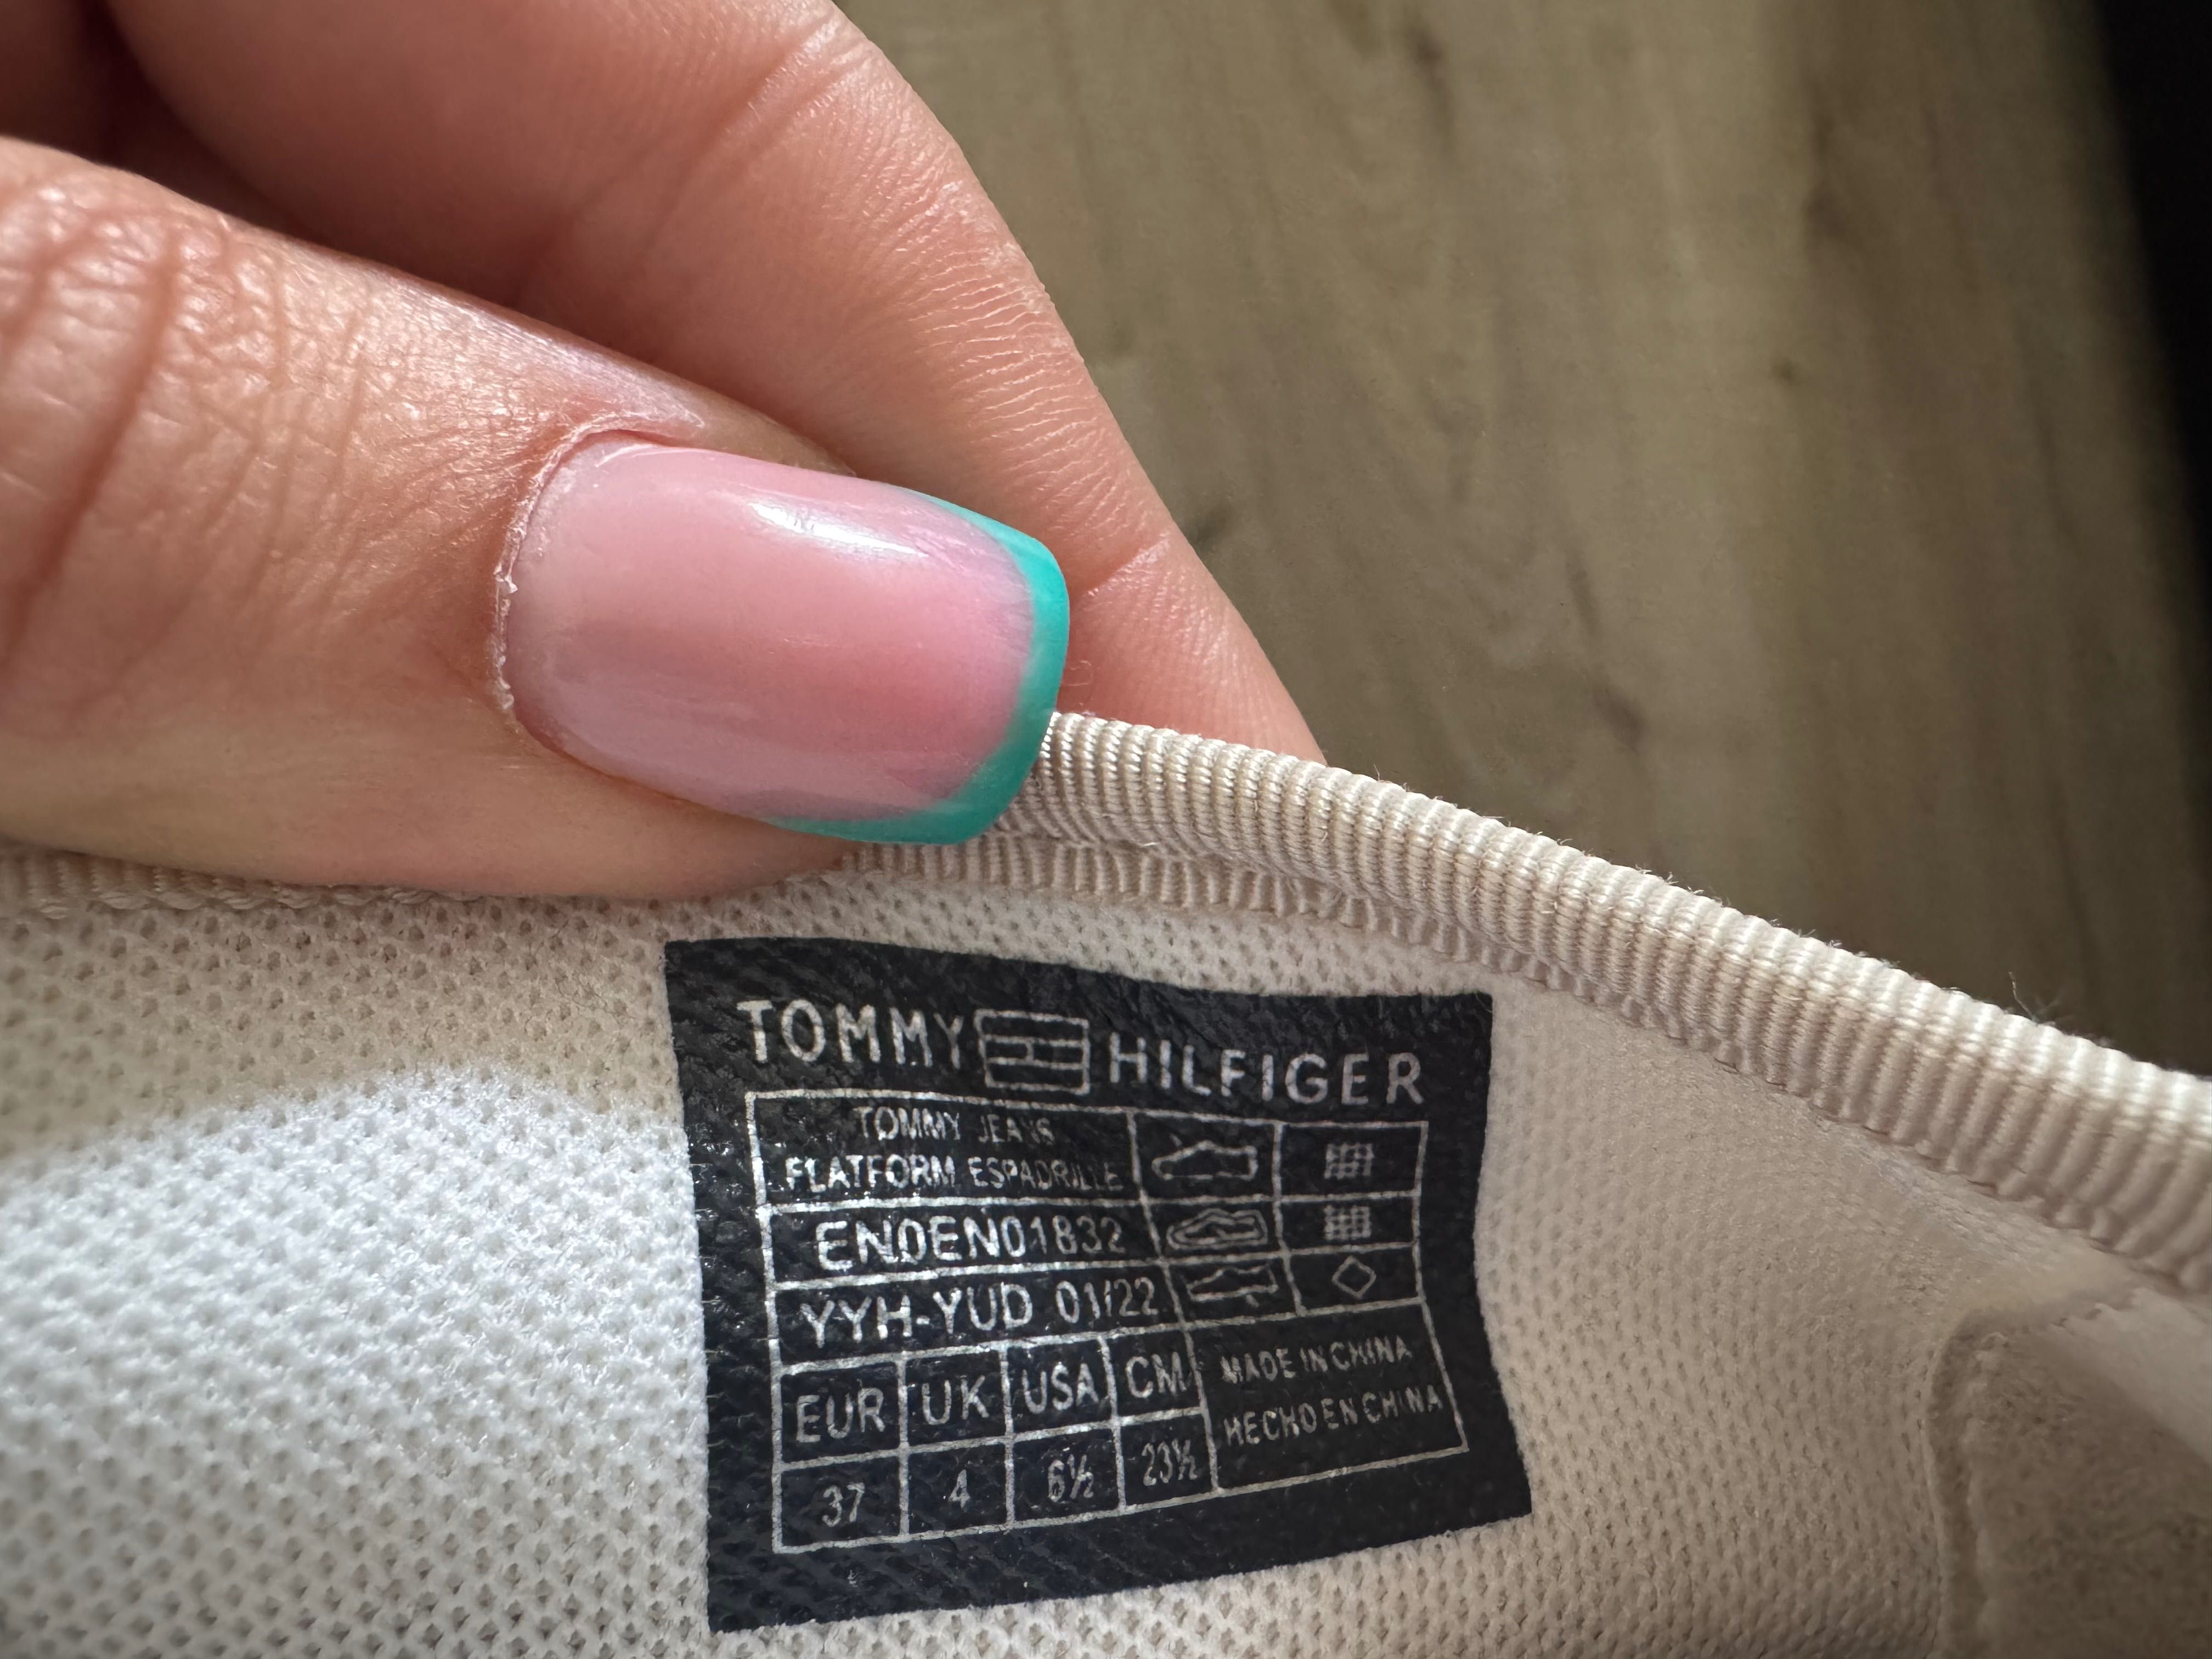 TOMMY HILFIGER
TOMMY JEANS
FLATFORM ESPADRILLE
EN0EN01832
YYH-YUD 01/22
EUR UK USA CM
37 4 6½ 23½
MADE IN CHINA
HECHO EN CHINA